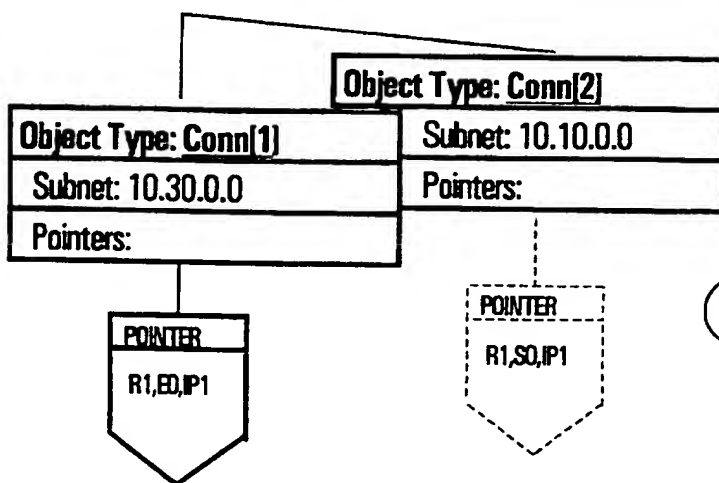 Object Type: Conn[2]
Subnet: 10.10.0.0
Pointers:
Object Type: Conn[1]
Subnet: 10.30.0.0
Pointers:
POINTER
R1,E0,IP1
POINTER
R1,S0,IP1